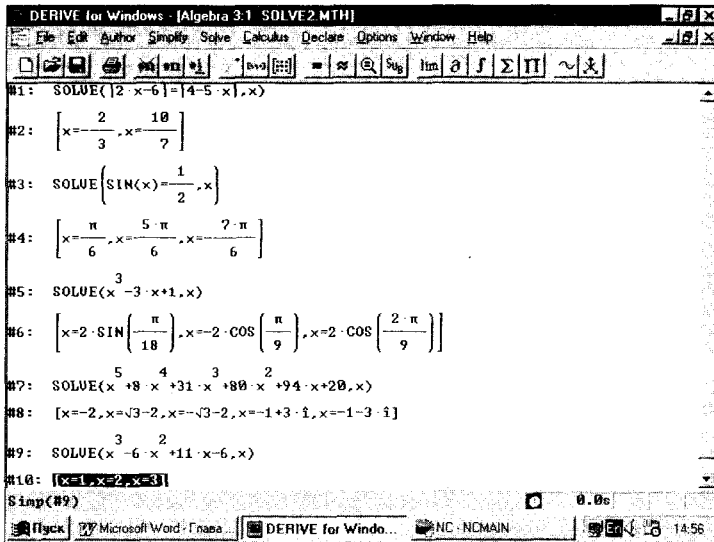 DERIVE for Windows - [Algebra 3:1 SOLVE2.MTH]
File Edit Author Simplify Solve Calculus Declare Options Window Help
= ≈ Sub lim ∂ ∫ Σ Π
#1: SOLVE(|2·x-6|=|4-5·x|,x)
#2: [x=-2/3,x=10/7]
#3: SOLVE(SIN(x)=1/2,x)
#4: [x=π/6,x=5·π/6,x=-7·π/6]
#5: SOLVE(x^3-3·x+1,x)
#6: [x=2·SIN(π/18),x=-2·COS(π/9),x=2·COS(2·π/9)]
#7: SOLVE(x^5+8·x^4+31·x^3+80·x^2+94·x+20,x)
#8: [x=-2,x=√3-2,x=-√3-2,x=-1+3·î,x=-1-3·î]
#9: SOLVE(x^3-6·x^2+11·x-6,x)
#10: [x=1,x=2,x=3]
Simp(#9) 0.0s
Пуск Microsoft Word - Глава ... DERIVE for Windo... NC - NCMAIN En 14:56